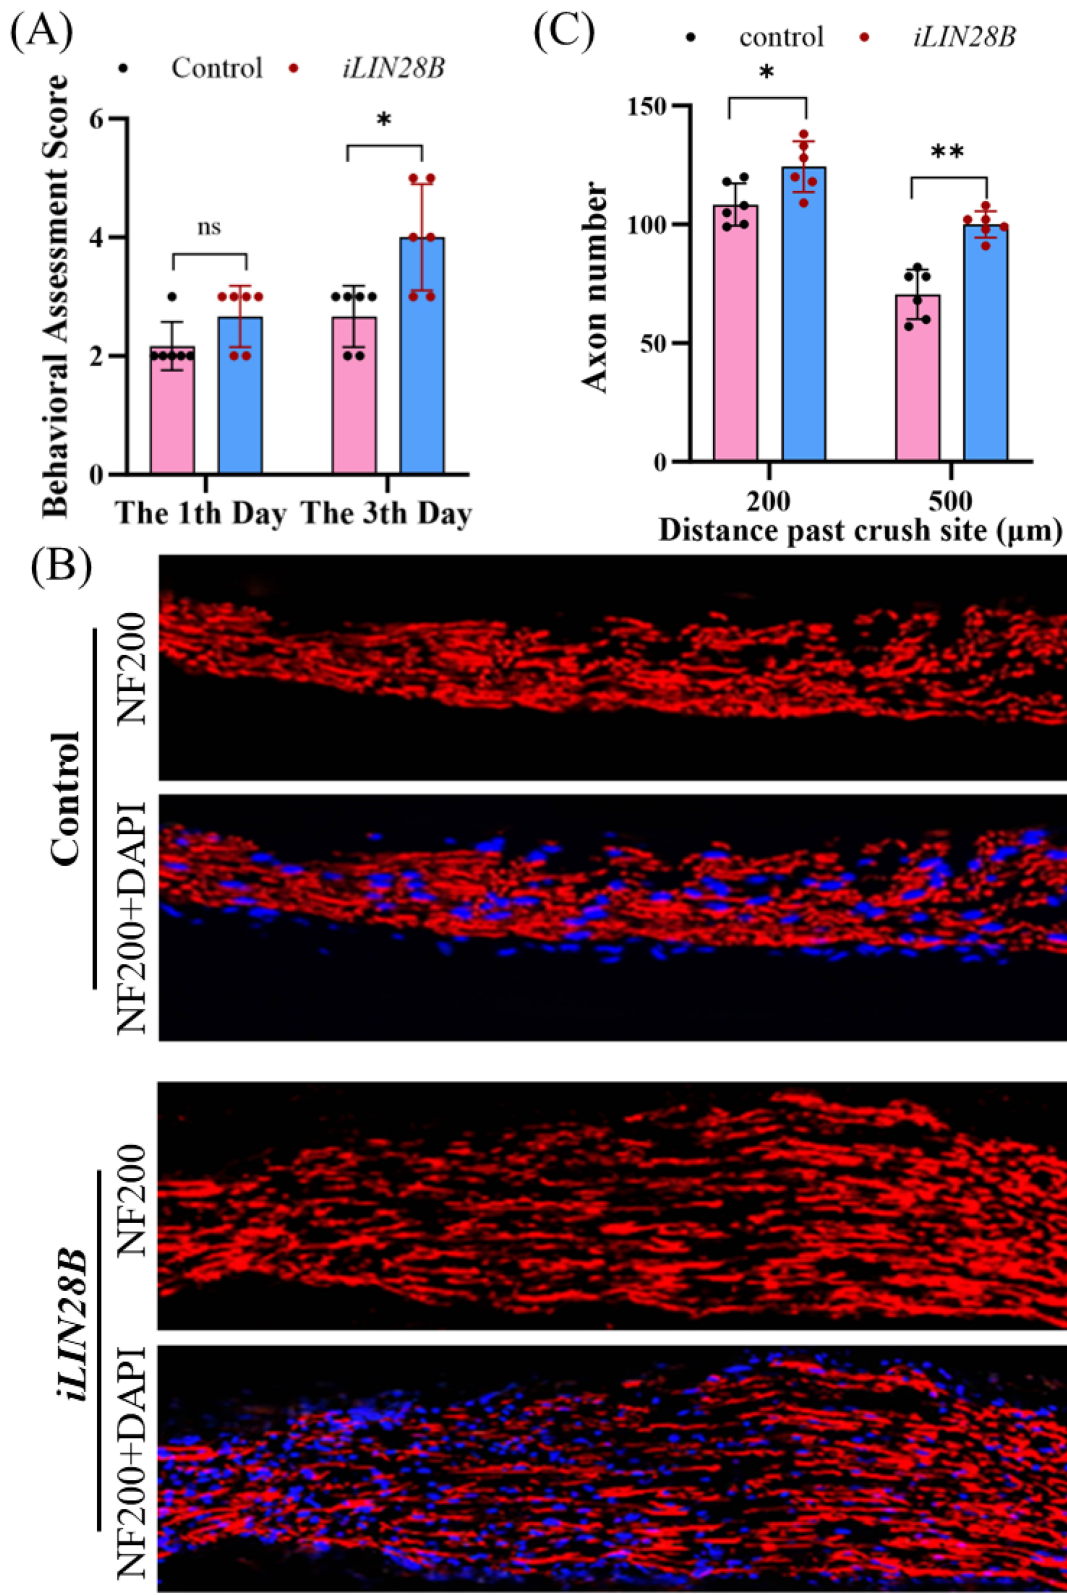 (A)
Control iLIN28B
Behavioral Assessment Score
6
4
2
0
ns
*
The 1th Day The 3th Day
(C)
control iLIN28B
Axon number
150
100
50
0
*
**
200 500
Distance past crush site (μm)
(B)
Control
NF200
NF200+DAPI
iLIN28B
NF200
NF200+DAPI